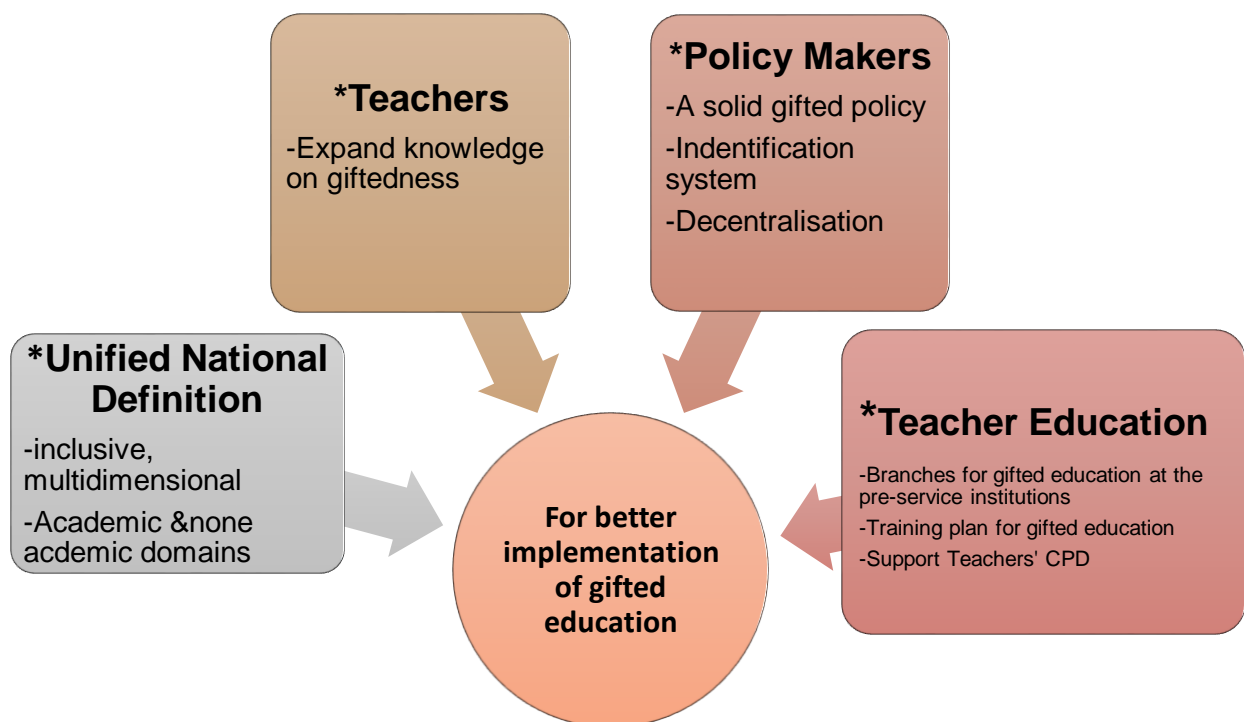 *Teachers
-Expand knowledge
on giftedness
*Policy Makers
-A solid gifted policy
-Indentification
system
-Decentralisation
*Unified National
Definition
-inclusive,
multidimensional
-Academic &none
acdemic domains
*Teacher Education
-Branches for gifted education at the
pre-service institutions
-Training plan for gifted education
-Support Teachers' CPD
For better
implementation
of gifted
education